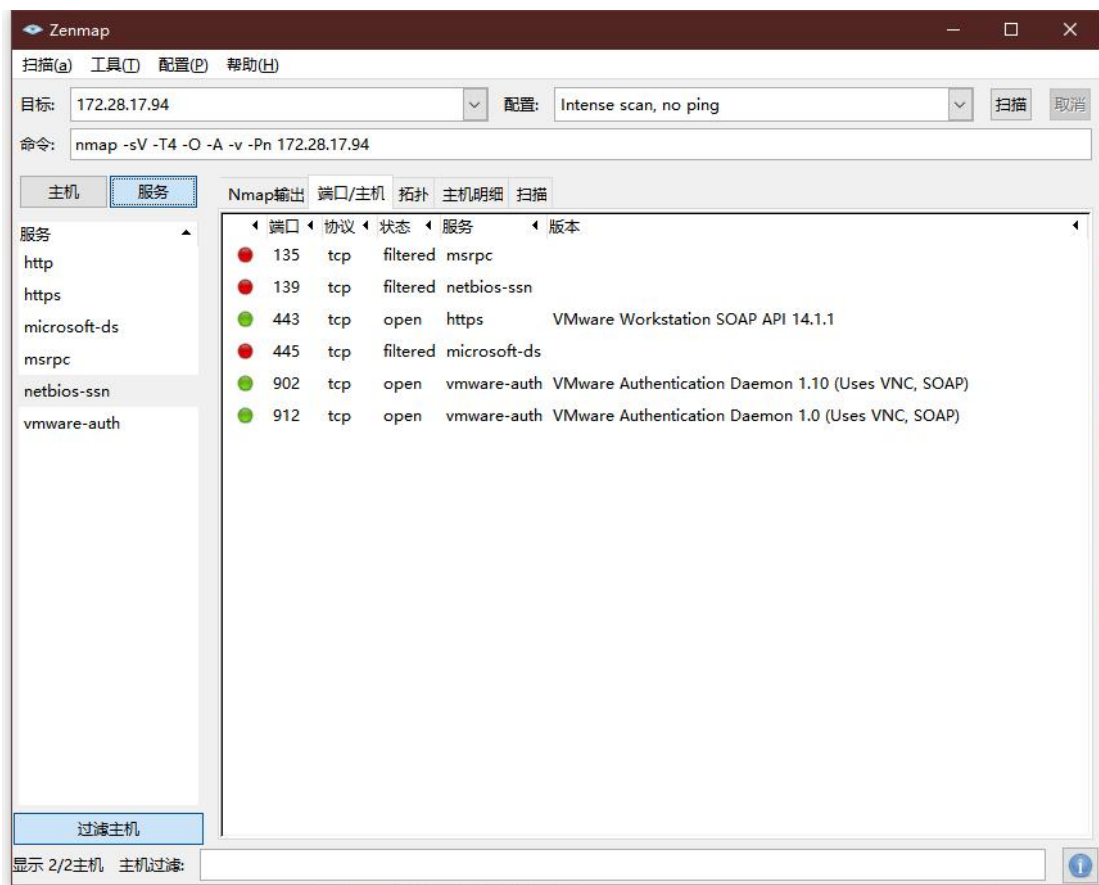 Zenmap
扫描(a) 工具(T) 配置(P) 帮助(H)
目标: 172.28.17.94 配置: Intense scan, no ping 扫描 取消
命令: nmap -sV -T4 -O -A -v -Pn 172.28.17.94
主机 服务 Nmap输出 端口/主机 拓扑 主机明细 扫描
服务
http
https
microsoft-ds
msrpc
netbios-ssn
vmware-auth
端口 协议 状态 服务 版本
135 tcp filtered msrpc
139 tcp filtered netbios-ssn
443 tcp open https VMware Workstation SOAP API 14.1.1
445 tcp filtered microsoft-ds
902 tcp open vmware-auth VMware Authentication Daemon 1.10 (Uses VNC, SOAP)
912 tcp open vmware-auth VMware Authentication Daemon 1.0 (Uses VNC, SOAP)
过滤主机
显示 2/2主机 主机过滤: